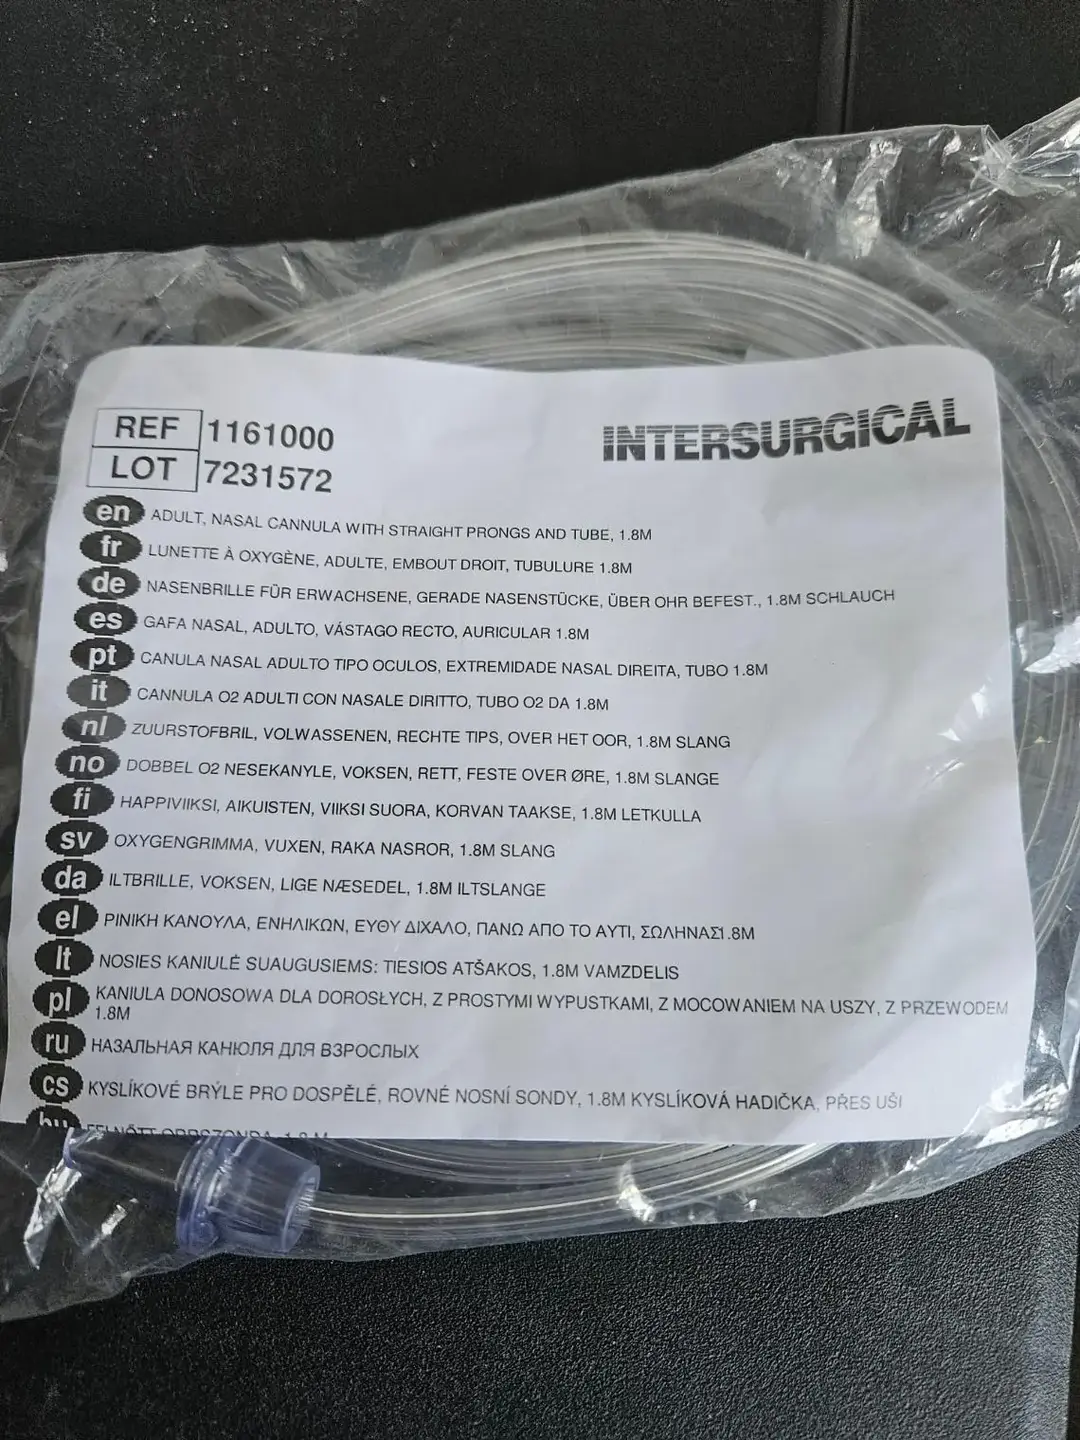 REF 1161000
INTERSURGICAL
LOT 7231572
en ADULT, NASAL CANNULA WITH STRAIGHT PRONGS AND TUBE, 1.8M
fr LUNETTE À OXYGÈNE, ADULTE, EMBOUT DROIT, TUBULURE 1.8M
de NASENBRILLE FÜR ERWACHSENE, GERADE NASENSTÜCKE, ÜBER OHR BEFEST., 1.8M SCHLAUCH
es GAFA NASAL, ADULTO, VÁSTAGO RECTO, AURICULAR 1.8M
pt CANULA NASAL ADULTO TIPO OCULOS, EXTREMIDADE NASAL DIREITA, TUBO 1.8M
it CANNULA O2 ADULTI CON NASALE DIRITTO, TUBO O2 DA 1.8M
nl ZUURSTOFBRIL, VOLWASSENEN, RECHTE TIPS, OVER HET OOR, 1.8M SLANG
no DOBBEL O2 NESEKANYLE, VOKSEN, RETT, FESTE OVER ØRE, 1.8M SLANGE
fi HAPPIVIIKSI, AIKUISTEN, VIIKSI SUORA, KORVAN TAAKSE, 1.8M LETKULLA
sv OXYGENGRIMMA, VUXEN, RAKA NASROR, 1.8M SLANG
da ILTBRILLE, VOKSEN, LIGE NÆSEDEL, 1.8M ILTSLANGE
el ΡΙΝΙΚΗ ΚΑΝΟΥΛΑ, ΕΝΗΛΙΚΩΝ, ΕΥΘΥ ΔΙΧΑΛΟ, ΠΑΝΩ ΑΠΟ ΤΟ ΑΥΤΙ, ΣΩΛΗΝΑΣ1.8M
lt NOSIES KANIULĖ SUAUGUSIEMS: TIESIOS ATŠAKOS, 1.8M VAMZDELIS
pl KANIULA DONOSOWA DLA DOROSŁYCH, Z PROSTYMI WYPUSTKAMI, Z MOCOWANIEM NA USZY, Z PRZEWODEM
1.8M
ru НАЗАЛЬНАЯ КАНЮЛЯ ДЛЯ ВЗРОСЛЫХ
cs KYSLÍKOVÉ BRÝLE PRO DOSPĚLÉ, ROVNÉ NOSNÍ SONDY, 1.8M KYSLÍKOVÁ HADIČKA, PŘES UŠI
hu FELNŐTT ORRSZONDA, 1.8 M